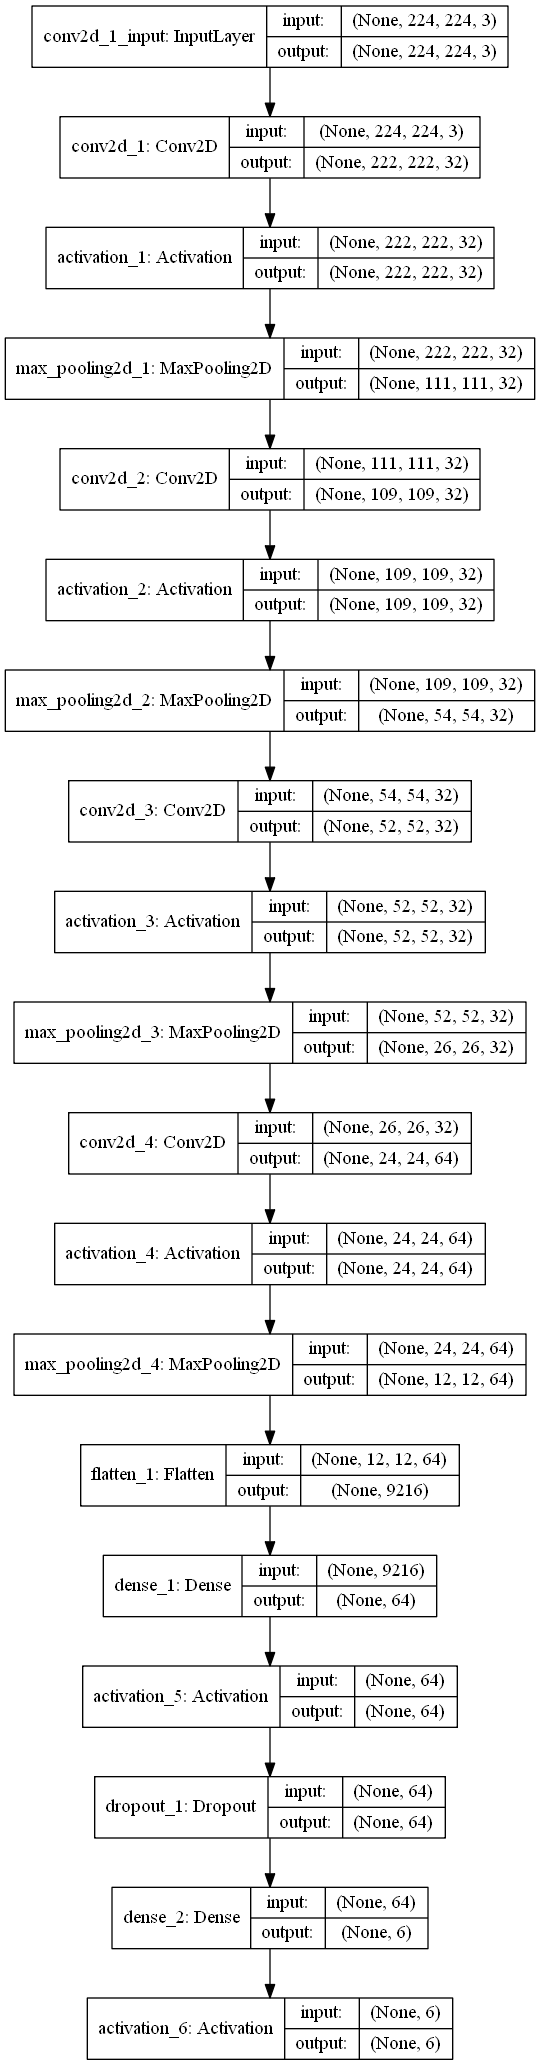 conv2d_1_input: InputLayer
input: (None, 224, 224, 3)
output: (None, 224, 224, 3)
conv2d_1: Conv2D
input: (None, 224, 224, 3)
output: (None, 222, 222, 32)
activation_1: Activation
input: (None, 222, 222, 32)
output: (None, 222, 222, 32)
max_pooling2d_1: MaxPooling2D
input: (None, 222, 222, 32)
output: (None, 111, 111, 32)
conv2d_2: Conv2D
input: (None, 111, 111, 32)
output: (None, 109, 109, 32)
activation_2: Activation
input: (None, 109, 109, 32)
output: (None, 109, 109, 32)
max_pooling2d_2: MaxPooling2D
input: (None, 109, 109, 32)
output: (None, 54, 54, 32)
conv2d_3: Conv2D
input: (None, 54, 54, 32)
output: (None, 52, 52, 32)
activation_3: Activation
input: (None, 52, 52, 32)
output: (None, 52, 52, 32)
max_pooling2d_3: MaxPooling2D
input: (None, 52, 52, 32)
output: (None, 26, 26, 32)
conv2d_4: Conv2D
input: (None, 26, 26, 32)
output: (None, 24, 24, 64)
activation_4: Activation
input: (None, 24, 24, 64)
output: (None, 24, 24, 64)
max_pooling2d_4: MaxPooling2D
input: (None, 24, 24, 64)
output: (None, 12, 12, 64)
flatten_1: Flatten
input: (None, 12, 12, 64)
output: (None, 9216)
dense_1: Dense
input: (None, 9216)
output: (None, 64)
activation_5: Activation
input: (None, 64)
output: (None, 64)
dropout_1: Dropout
input: (None, 64)
output: (None, 64)
dense_2: Dense
input: (None, 64)
output: (None, 6)
activation_6: Activation
input: (None, 6)
output: (None, 6)